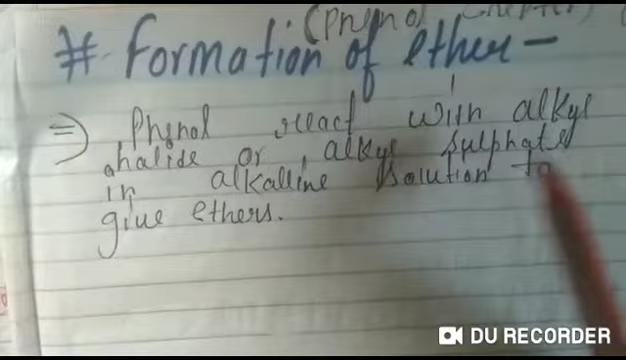 (Phenol Chapter)
# Formation of ether -
⇒ Phenol react with alkyl
halide or alkyl sulphate
in alkaline solution to
give ethers.
DU RECORDER